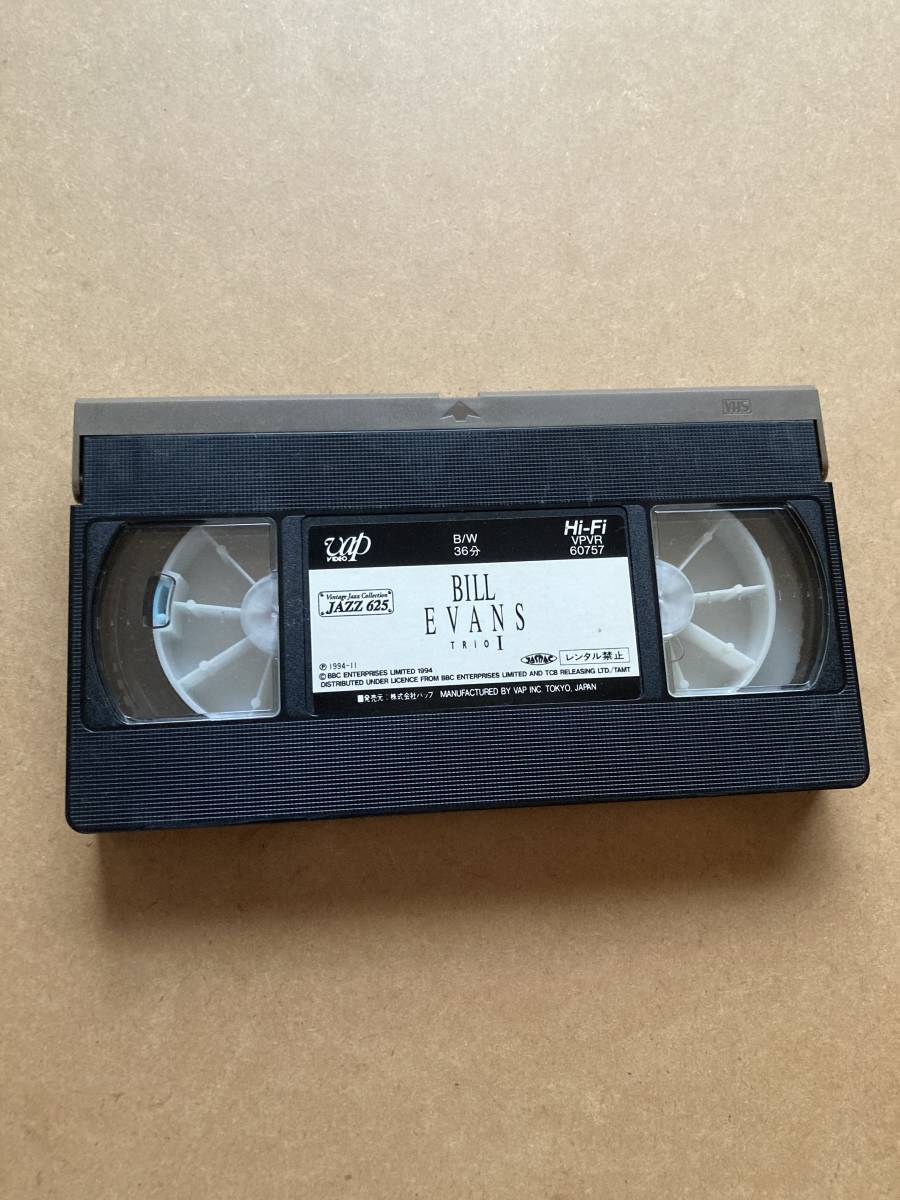 VHS
vap
VIDEO
B/W
36分
Hi-Fi
VPVR
60757
Vintage Jazz Collection
JAZZ 625
BILL
EVANS
TRIO I
JASRAC
レンタル禁止
Ⓟ 1994-11
© BBC ENTERPRISES LIMITED 1994
DISTRIBUTED UNDER LICENCE FROM BBC ENTERPRISES LIMITED AND TCB RELEASING LTD./TAMT
■発売元：株式会社バップ MANUFACTURED BY VAP INC. TOKYO, JAPAN